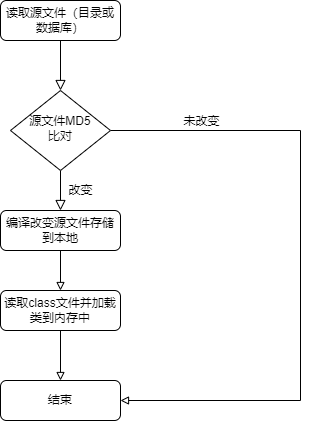 读取源文件（目录或
数据库）
源文件MD5
比对
未改变
改变
编译改变源文件存储
到本地
读取class文件并加载
类到内存中
结束